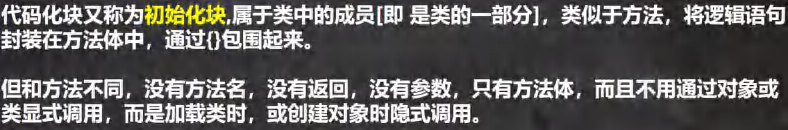 代码化块又称为初始化块,属于类中的成员[即 是类的一部分]，类似于方法，将逻辑语句
封装在方法体中，通过{}包围起来。
但和方法不同，没有方法名，没有返回，没有参数，只有方法体，而且不用通过对象或
类显式调用，而是加载类时，或创建对象时隐式调用。